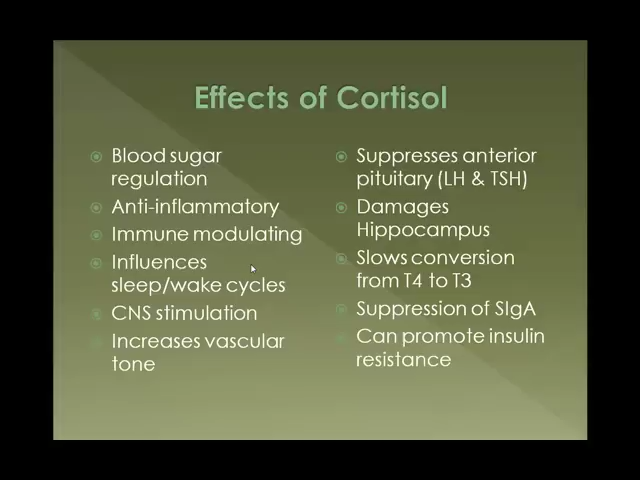 Effects of Cortisol
Blood sugar
regulation
Anti-inflammatory
Immune modulating
Influences
sleep/wake cycles
CNS stimulation
Increases vascular
tone
Suppresses anterior
pituitary (LH & TSH)
Damages
Hippocampus
Slows conversion
from T4 to T3
Suppression of SIgA
Can promote insulin
resistance